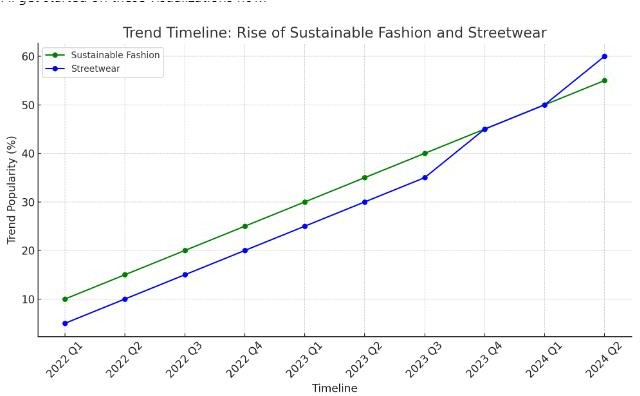 Trend Timeline: Rise of Sustainable Fashion and Streetwear
Sustainable Fashion
Streetwear
Trend Popularity (%)
60
50
40
30
20
10
2022 Q1
2022 Q2
2022 Q3
2022 Q4
2023 Q1
2023 Q2
2023 Q3
2023 Q4
2024 Q1
2024 Q2
Timeline